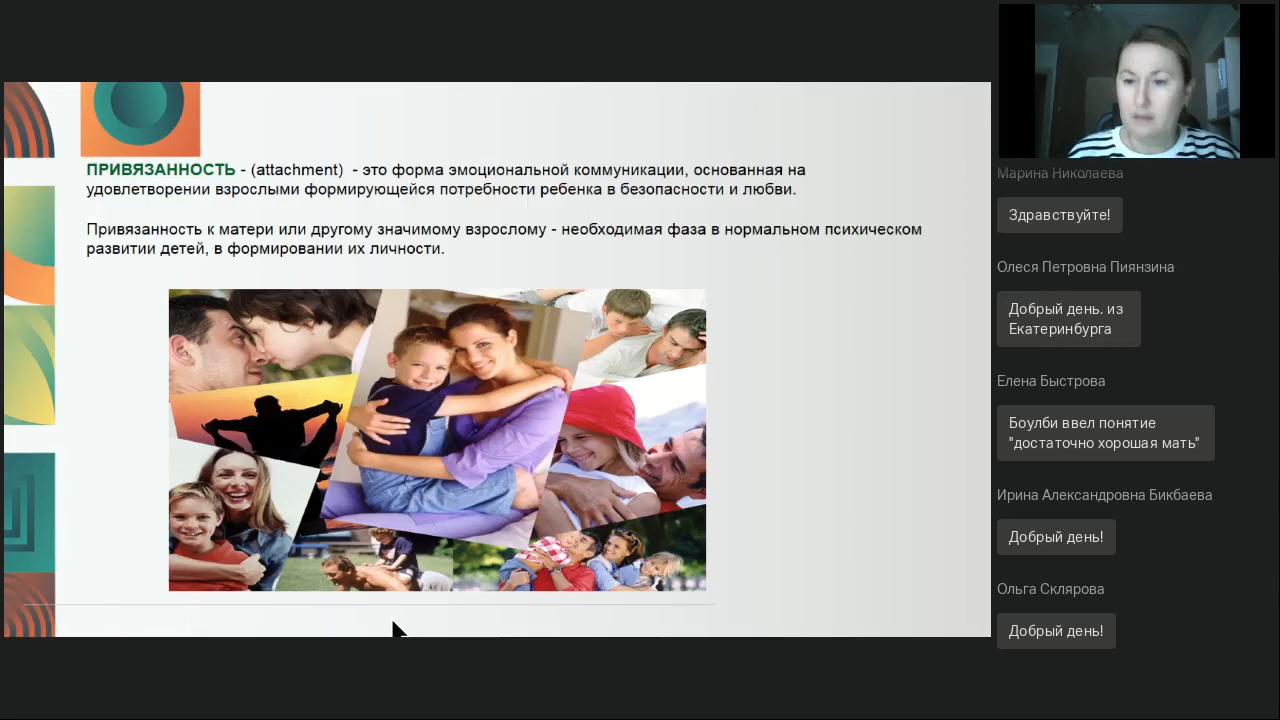 ПРИВЯЗАННОСТЬ - (attachment) - это форма эмоциональной коммуникации, основанная на
удовлетворении взрослыми формирующейся потребности ребенка в безопасности и любви.
Привязанность к матери или другому значимому взрослому - необходимая фаза в нормальном психическом
развитии детей, в формировании их личности.
Марина Николаева
Здравствуйте!
Олеся Петровна Пиянзина
Добрый день. из
Екатеринбурга
Елена Быстрова
Боулби ввел понятие
"достаточно хорошая мать"
Ирина Александровна Бикбаева
Добрый день!
Ольга Склярова
Добрый день!